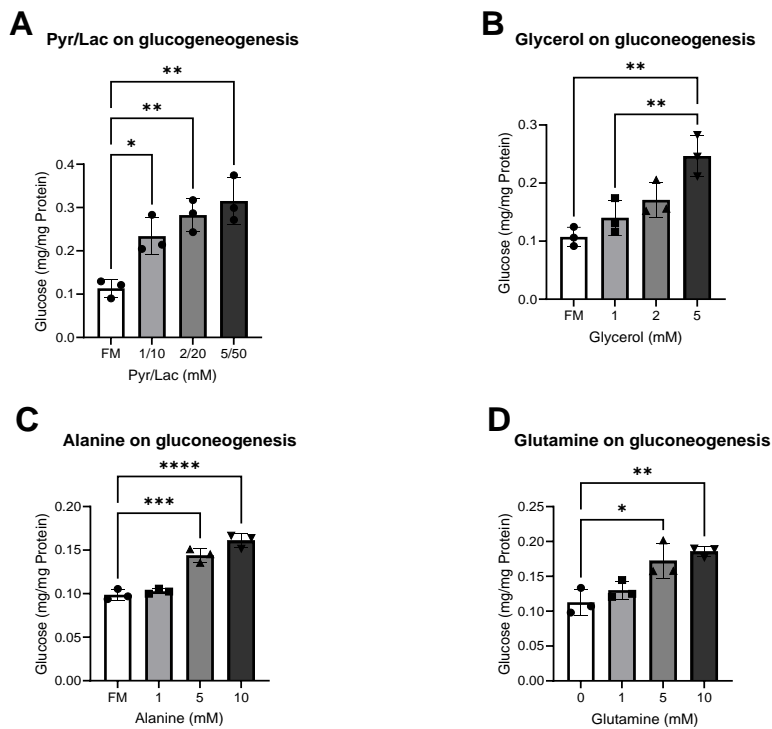 A
Pyr/Lac on glucogeneogenesis
**
**
*
Glucose (mg/mg Protein)
0.4
0.3
0.2
0.1
0.0
FM 1/10 2/20 5/50
Pyr/Lac (mM)
B
Glycerol on gluconeogenesis
**
**
Glucose (mg/mg Protein)
0.3
0.2
0.1
0.0
FM 1 2 5
Glycerol (mM)
C
Alanine on gluconeogenesis
****
***
Glucose (mg/mg Protein)
0.20
0.15
0.10
0.05
0.00
FM 1 5 10
Alanine (mM)
D
Glutamine on gluconeogenesis
**
*
Glucose (mg/mg Protein)
0.25
0.20
0.15
0.10
0.05
0.00
0 1 5 10
Glutamine (mM)